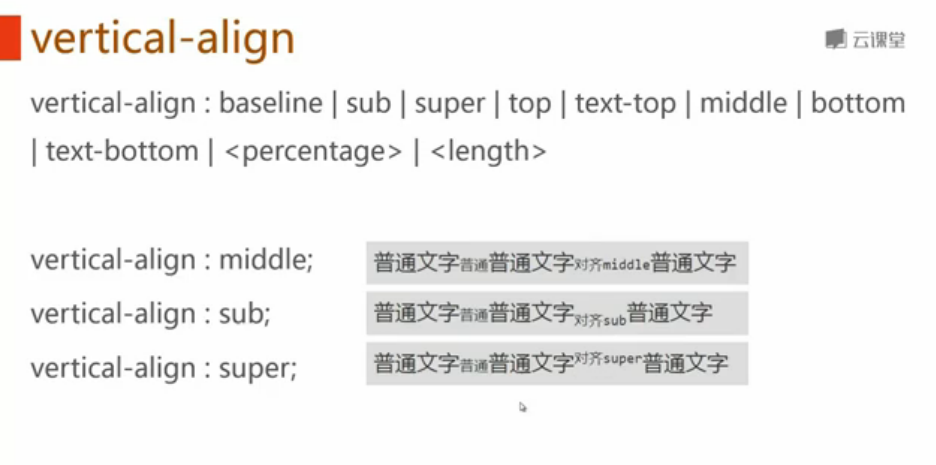 vertical-align
云课堂
vertical-align : baseline | sub | super | top | text-top | middle | bottom
| text-bottom | <percentage> | <length>
vertical-align : middle; 普通文字普通普通文字对齐middle普通文字
vertical-align : sub; 普通文字普通普通文字对齐sub普通文字
vertical-align : super; 普通文字普通普通文字对齐super普通文字